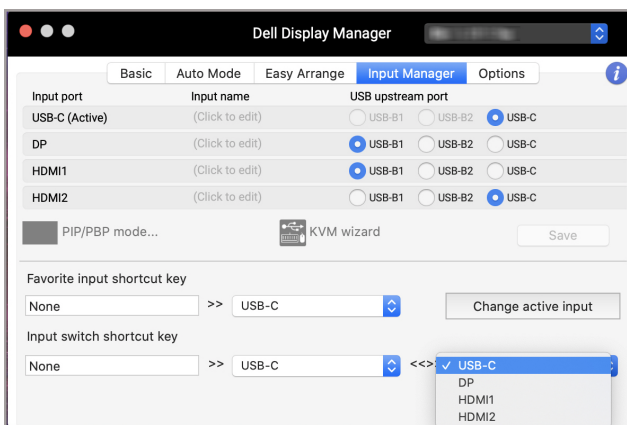 Dell Display Manager
Basic Auto Mode Easy Arrange Input Manager Options i
Input port Input name USB upstream port
USB-C (Active) (Click to edit) USB-B1 USB-B2 USB-C
DP (Click to edit) USB-B1 USB-B2 USB-C
HDMI1 (Click to edit) USB-B1 USB-B2 USB-C
HDMI2 (Click to edit) USB-B1 USB-B2 USB-C
PIP/PBP mode... KVM wizard Save
Favorite input shortcut key
None >> USB-C Change active input
Input switch shortcut key
None >> USB-C <<> ✓ USB-C
DP
HDMI1
HDMI2